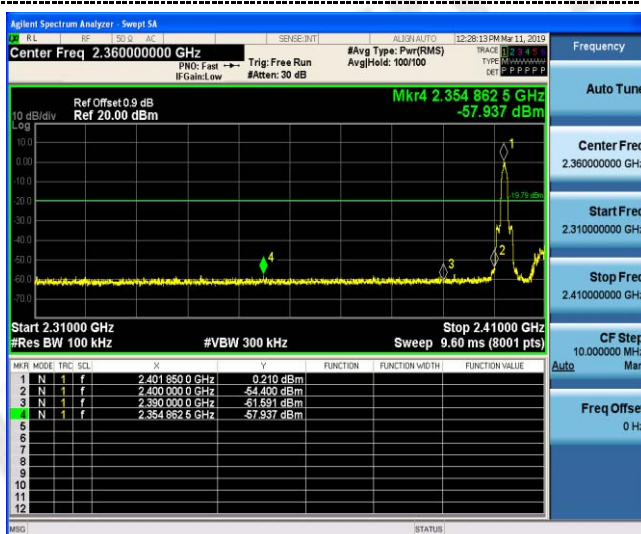 Agilent Spectrum Analyzer - Swept SA
RL RF 50 Ω AC SENSE:INT ALIGN AUTO 12:28:13 PM Mar 11, 2019
Center Freq 2.360000000 GHz
PNO: Fast
IFGain:Low
Trig: Free Run
#Atten: 30 dB
#Avg Type: Pwr(RMS)
Avg|Hold: 100/100
TRACE 1 2 3 4 5 6
TYPE M
DET P P P P P P
Frequency
Auto Tune
Center Freq
2.360000000 GHz
Start Freq
2.310000000 GHz
Stop Freq
2.410000000 GHz
CF Step
10.000000 MHz
Auto Man
Freq Offset
0 Hz
Mkr4 2.354 862 5 GHz
-57.937 dBm
Ref Offset 0.9 dB
10 dB/div Ref 20.00 dBm
Log
10.0
0.00
-10.0
-20.0
-30.0
-40.0
-50.0
-60.0
-70.0
1
-19.79 dBm
2
3
4
Start 2.31000 GHz Stop 2.41000 GHz
#Res BW 100 kHz #VBW 300 kHz Sweep 9.60 ms (8001 pts)
MKR MODE TRC SCL X Y FUNCTION FUNCTION WIDTH FUNCTION VALUE
1 N 1 f 2.401 850 0 GHz 0.210 dBm
2 N 1 f 2.400 000 0 GHz -54.400 dBm
3 N 1 f 2.390 000 0 GHz -61.591 dBm
4 N 1 f 2.354 862 5 GHz -57.937 dBm
5
6
7
8
9
10
11
12
MSG STATUS